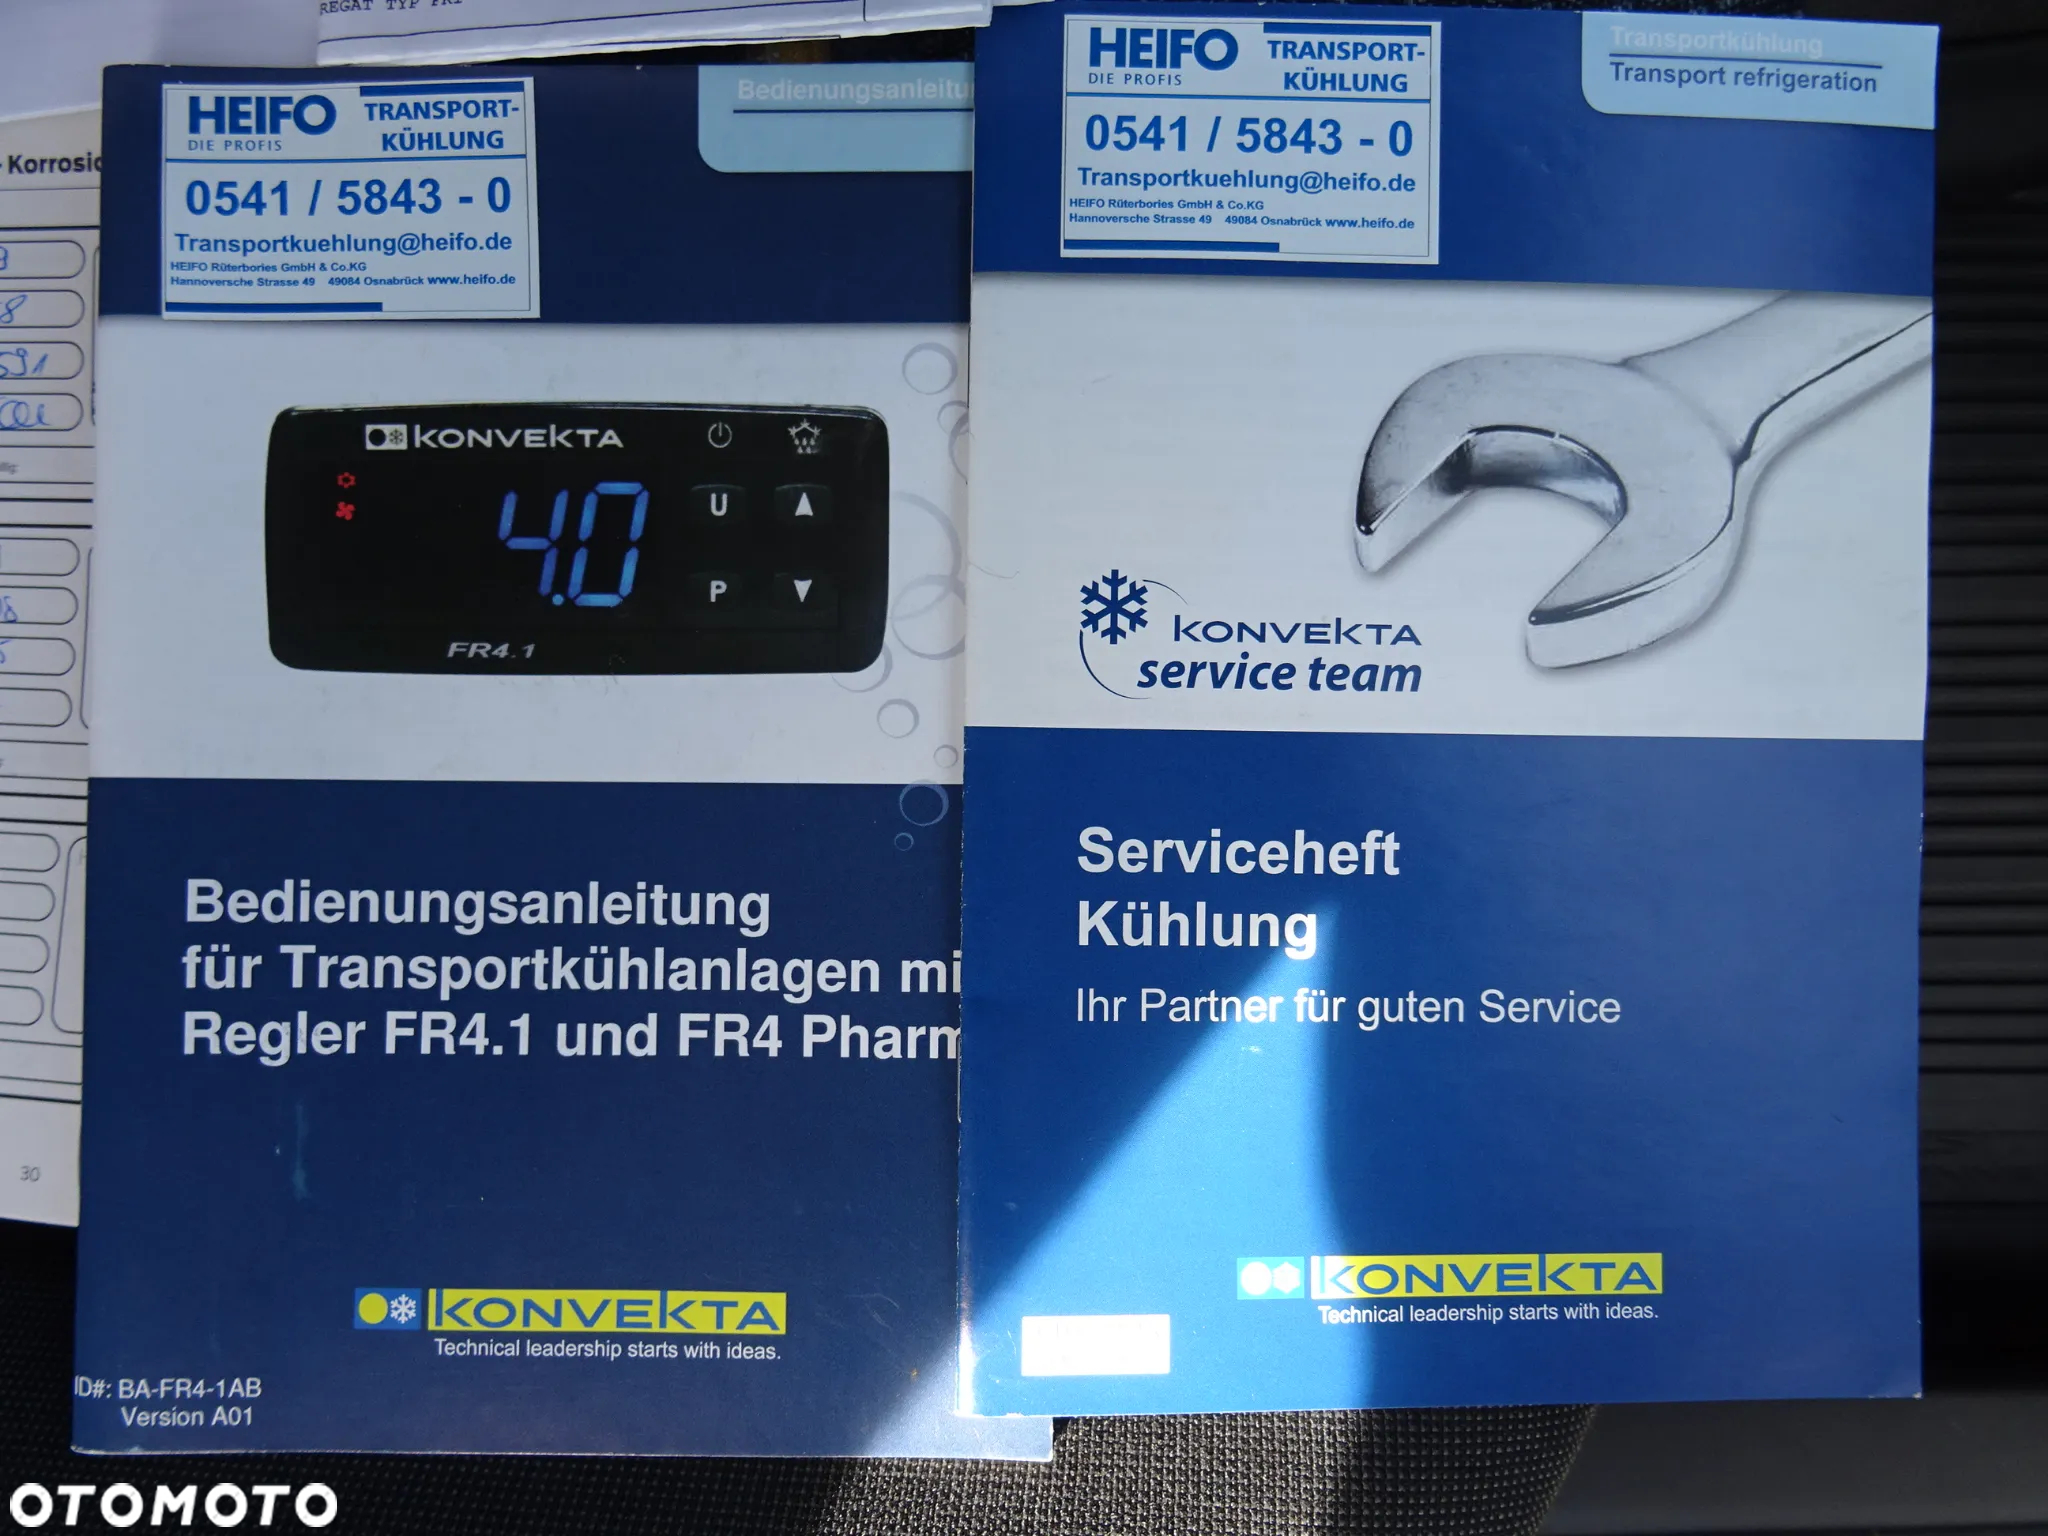 REGAT TYP
HEIFO
DIE PROFIS
TRANSPORT-
KÜHLUNG
0541 / 5843 - 0
Transportkuehlung@heifo.de
HEIFO Rüterbories GmbH & Co.KG
Hannoversche Strasse 49 49084 Osnabrück www.heifo.de
KONVEKTA
4.0
U
P
FR4.1
Bedienungsanleitung
für Transportkühlanlagen mi
Regler FR4.1 und FR4 Pharm
KONVEKTA
Technical leadership starts with ideas.
ID#: BA-FR4-1AB
Version A01
HEIFO
DIE PROFIS
TRANSPORT-
KÜHLUNG
0541 / 5843 - 0
Transportkuehlung@heifo.de
HEIFO Rüterbories GmbH & Co.KG
Hannoversche Strasse 49 49084 Osnabrück www.heifo.de
Transportkühlung
Transport refrigeration
KONVEKTA
service team
Serviceheft
Kühlung
Ihr Partner für guten Service
KONVEKTA
Technical leadership starts with ideas.
Bedienungsanleitu
Korrosio
30
OTOMOTO